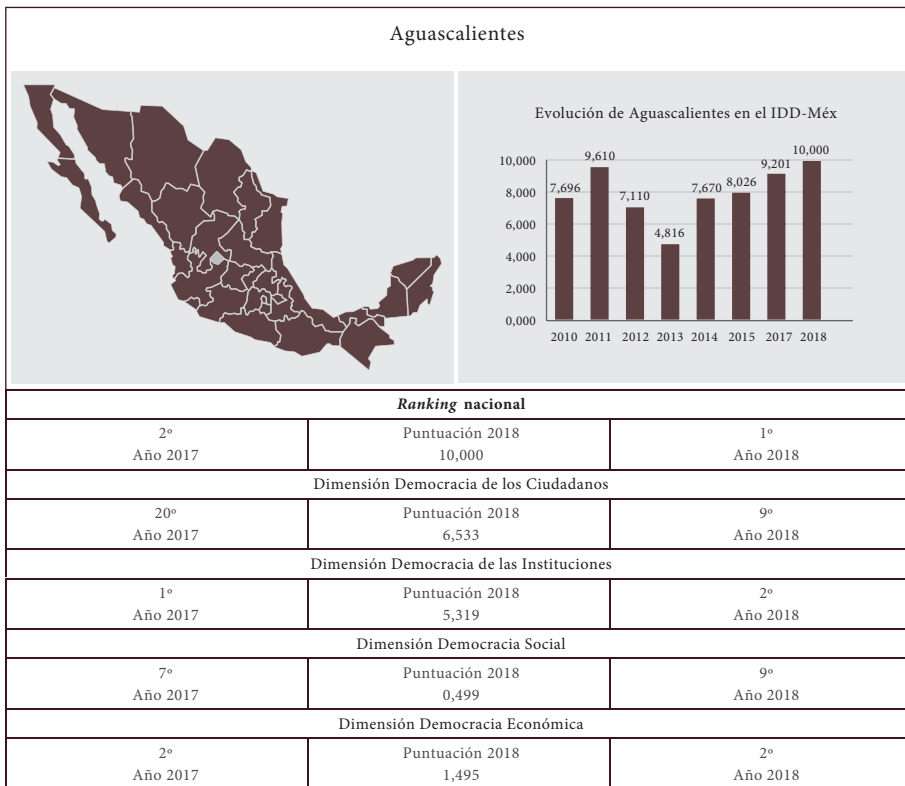 Aguascalientes
Evolución de Aguascalientes en el IDD-Méx
10,000
8,000
6,000
4,000
2,000
0,000
7,696
9,610
7,110
4,816
7,670
8,026
9,201
10,000
2010 2011 2012 2013 2014 2015 2017 2018
Ranking nacional
2º Puntuación 2018 1º
Año 2017 10,000 Año 2018
Dimensión Democracia de los Ciudadanos
20º Puntuación 2018 9º
Año 2017 6,533 Año 2018
Dimensión Democracia de las Instituciones
1º Puntuación 2018 2º
Año 2017 5,319 Año 2018
Dimensión Democracia Social
7º Puntuación 2018 9º
Año 2017 0,499 Año 2018
Dimensión Democracia Económica
2º Puntuación 2018 2º
Año 2017 1,495 Año 2018